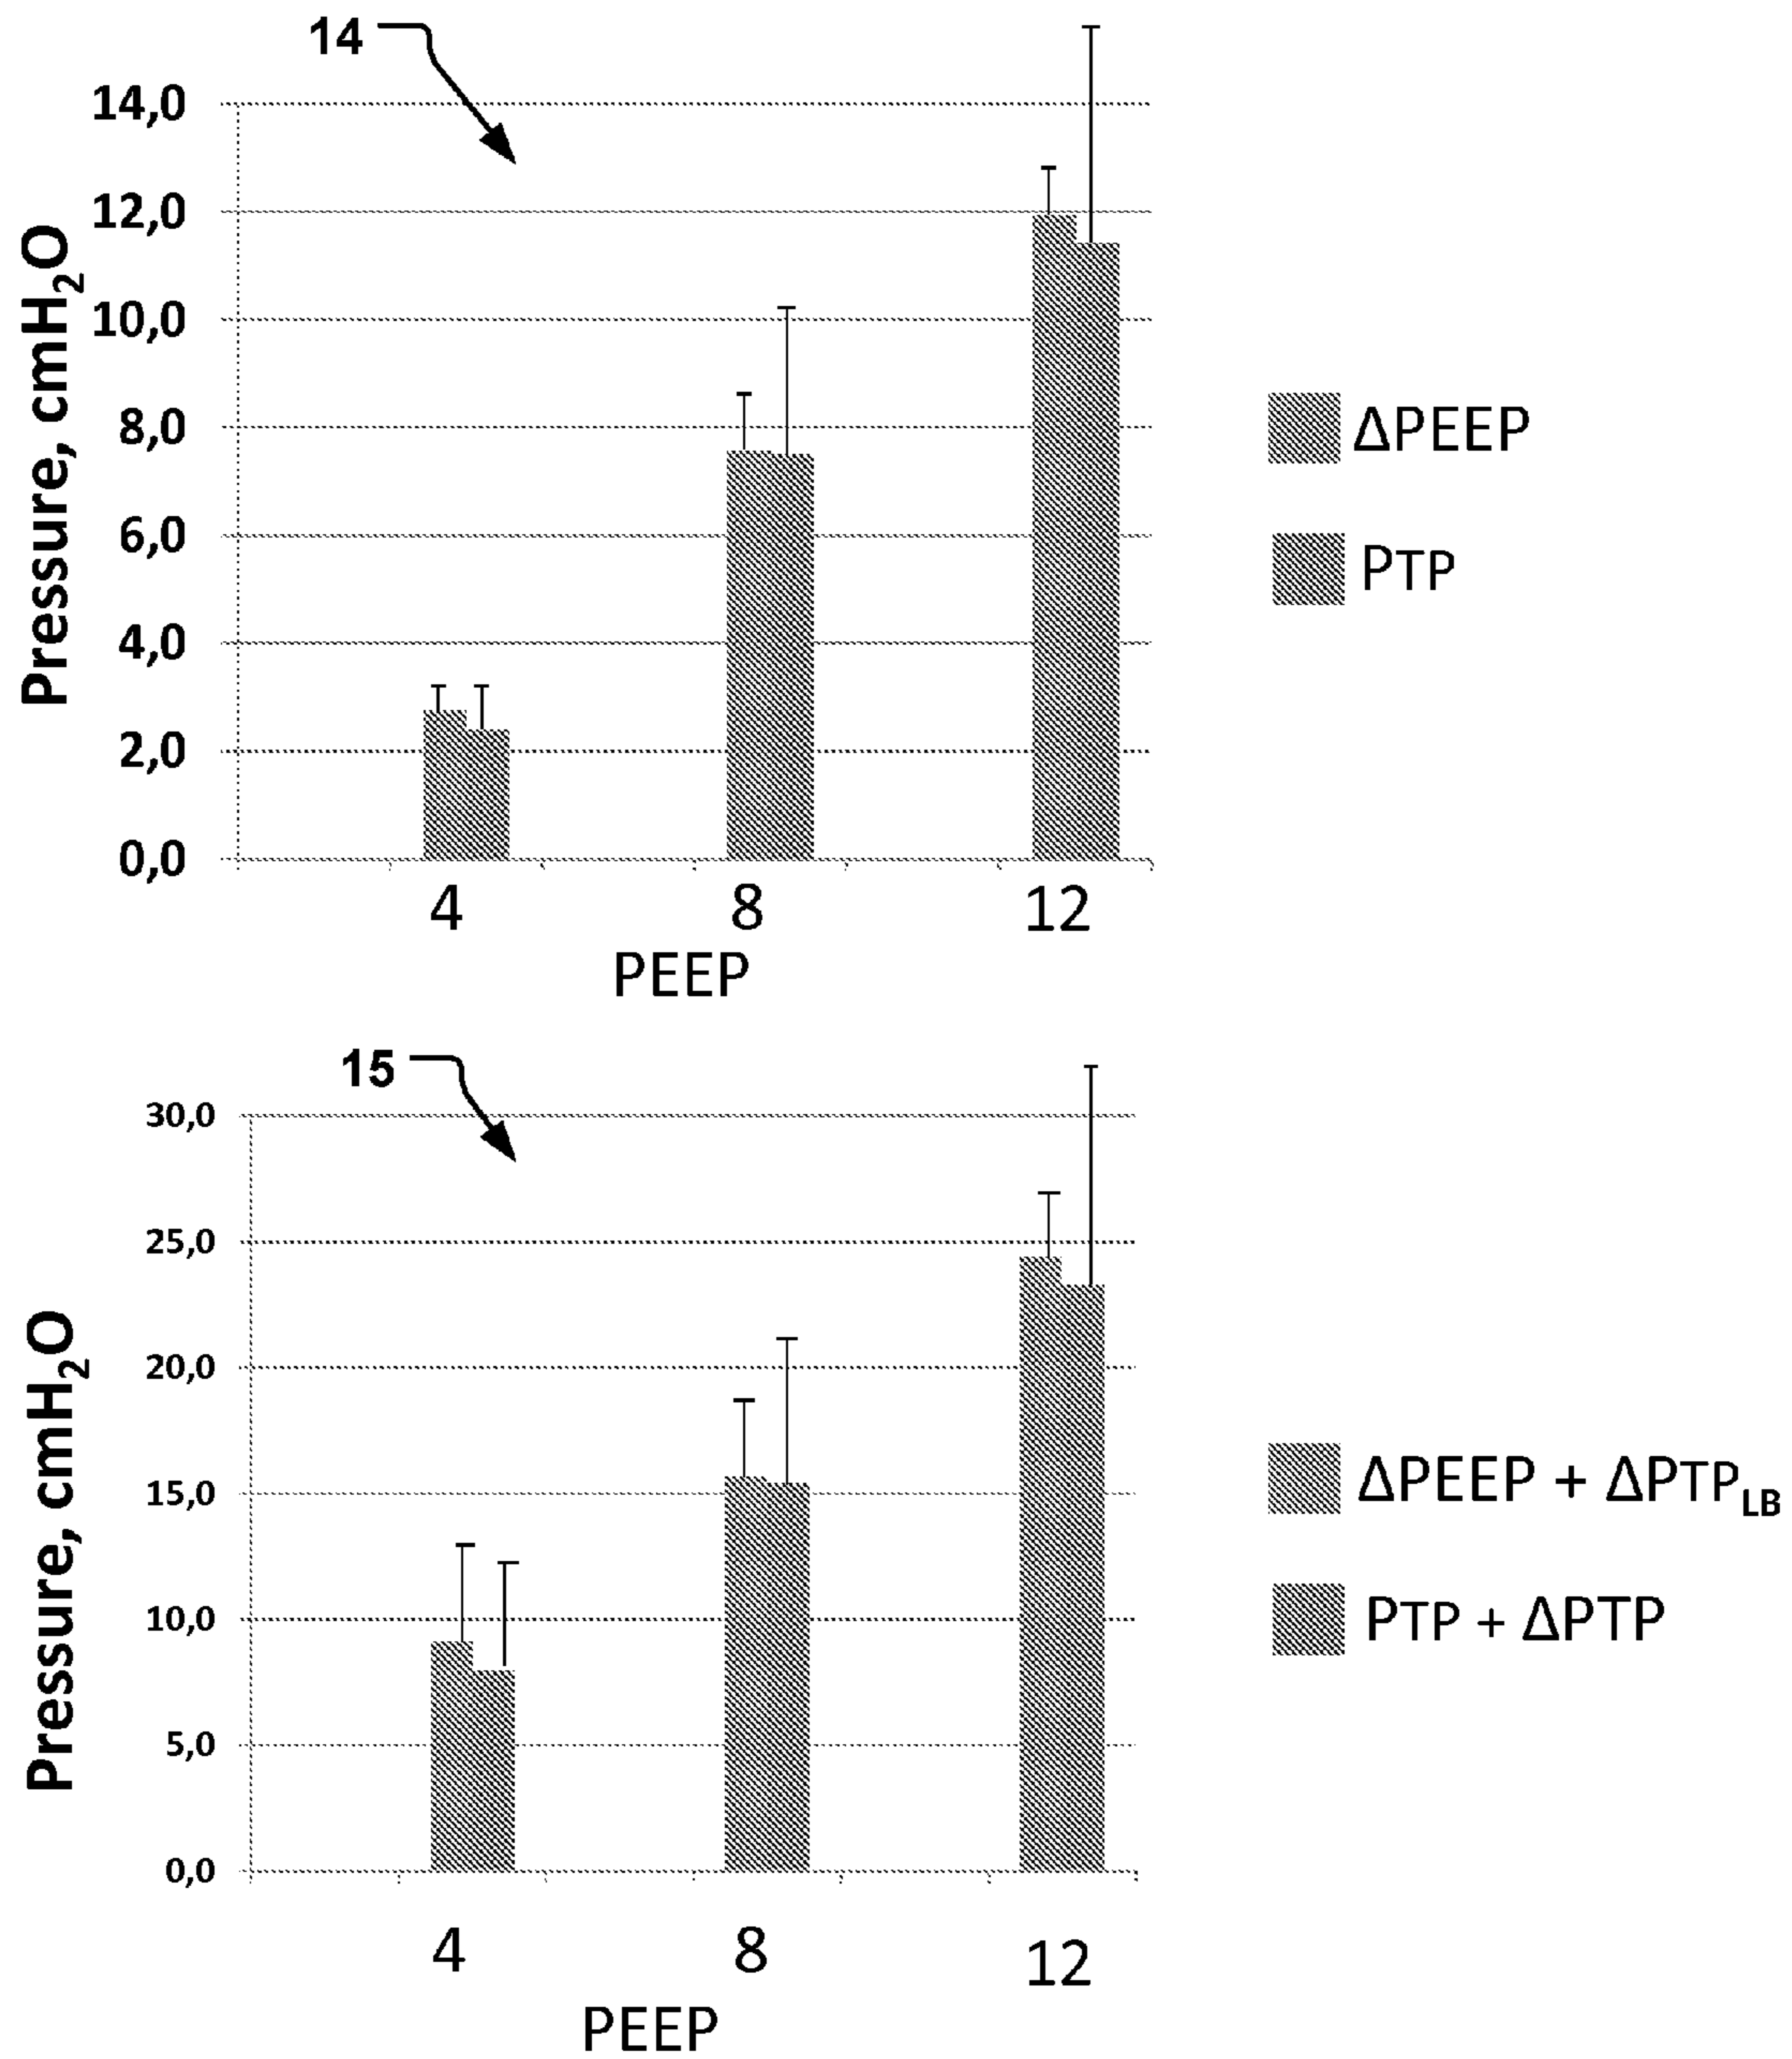 14
14,0
12,0
10,0
8,0
6,0
4,0
2,0
0,0
Pressure, cmH₂O
4 8 12
PEEP
ΔPEEP
PTP
15
30,0
25,0
20,0
15,0
10,0
5,0
0,0
Pressure, cmH₂O
4 8 12
PEEP
ΔPEEP + ΔPTP_LB
PTP + ΔPTP